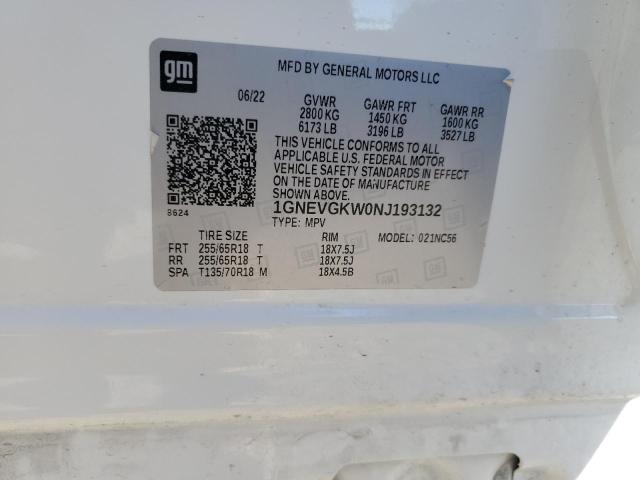 gm
MFD BY GENERAL MOTORS LLC
06/22 GVWR GAWR FRT GAWR RR
2800 KG 1450 KG 1600 KG
6173 LB 3196 LB 3527 LB
THIS VEHICLE CONFORMS TO ALL
APPLICABLE U.S. FEDERAL MOTOR
VEHICLE SAFETY STANDARDS IN EFFECT
ON THE DATE OF MANUFACTURE
SHOWN ABOVE.
8624
1GNEVGKW0NJ193132
TYPE: MPV
TIRE SIZE RIM MODEL: 021NC56
FRT 255/65R18 T 18X7.5J
RR 255/65R18 T 18X7.5J
SPA T135/70R18 M 18X4.5B